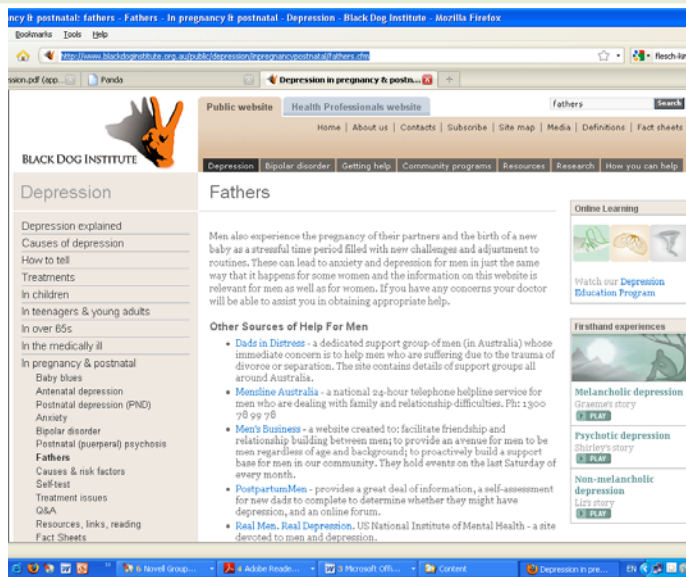 ncy & postnatal: fathers - Fathers - In pregnancy & postnatal - Depression - Black Dog Institute - Mozilla Firefox
Bookmarks Tools Help
http://www.blackdoginstitute.org.au/public/depression/inpregnancypostnatal/fathers.cfm
ssion.pdf (app...
Panda
Depression in pregnancy & postn...
Public website
Health Professionals website
fathers
Search
Home | About us | Contacts | Subscribe | Site map | Media | Definitions | Fact sheets
BLACK DOG INSTITUTE
Depression
Bipolar disorder
Getting help
Community programs
Resources
Research
How you can help
Depression
Depression explained
Causes of depression
How to tell
Treatments
In children
In teenagers & young adults
In over 65s
In the medically ill
In pregnancy & postnatal
Baby blues
Antenatal depression
Postnatal depression (PND)
Anxiety
Bipolar disorder
Postnatal (puerperal) psychosis
Fathers
Causes & risk factors
Self-test
Treatment issues
Q&A
Resources, links, reading
Fact Sheets
Fathers
Men also experience the pregnancy of their partners and the birth of a new
baby as a stressful time period filled with new challenges and adjustment to
routines. These can lead to anxiety and depression for men in just the same
way that it happens for some women and the information on this website is
relevant for men as well as for women. If you have any concerns your doctor
will be able to assist you in obtaining appropriate help.
Other Sources of Help For Men
• Dads in Distress - a dedicated support group of men (in Australia) whose
immediate concern is to help men who are suffering due to the trauma of
divorce or separation. The site contains details of support groups all
around Australia.
• Mensline Australia - a national 24-hour telephone helpline service for
men who are dealing with family and relationship difficulties. Ph: 1300
78 99 78
• Men's Business - a website created to: facilitate friendship and
relationship building between men; to provide an avenue for men to be
men regardless of age and background; to proactively build a support
base for men in our community. They hold events on the last Saturday of
every month.
• PostpartumMen - provides a great deal of information, a self-assessment
for new dads to complete to determine whether they might have
depression, and an online forum.
• Real Men. Real Depression. US National Institute of Mental Health - a site
devoted to men and depression.
Online Learning
Watch our Depression
Education Program
Firsthand experiences
Melancholic depression
Graeme's story
PLAY
Psychotic depression
Shirley's story
PLAY
Non-melancholic
depression
Liz's story
PLAY
6 Novell Group...
4 Adobe Reade...
3 Microsoft Offi...
Content
Depression in pre...
EN